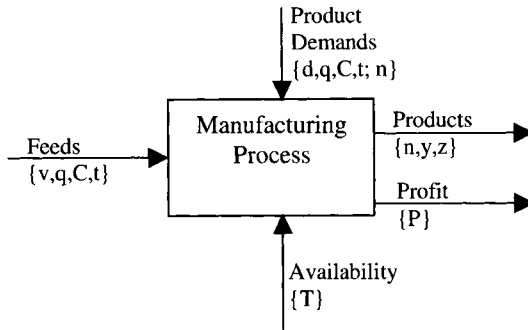 Product
Demands
{d,q,C,t; n}
Manufacturing
Process
Feeds
{v,q,C,t}
Products
{n,y,z}
Profit
{P}
Availability
{T}